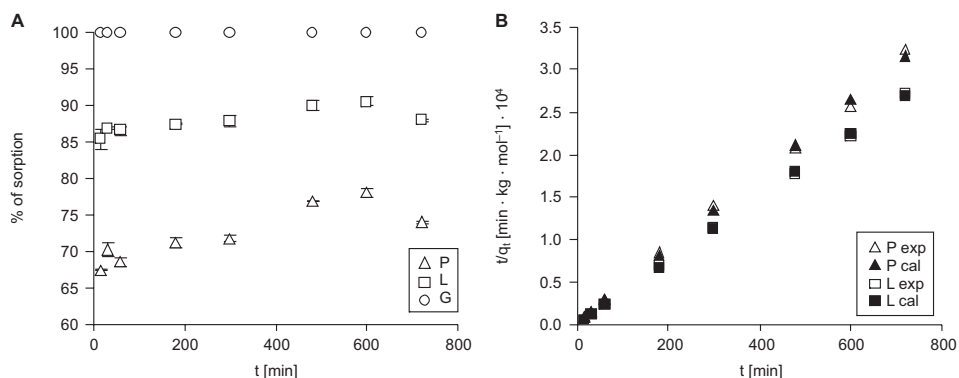 A
100
95
90
85
80
75
70
65
60
% of sorption
0
200
400
600
800
t [min]
P
L
G
B
3.5
3.0
2.5
2.0
1.5
1.0
0.5
0.0
t/qt [min · kg · mol⁻¹] · 10⁴
0
200
400
600
800
t [min]
P exp
P cal
L exp
L cal